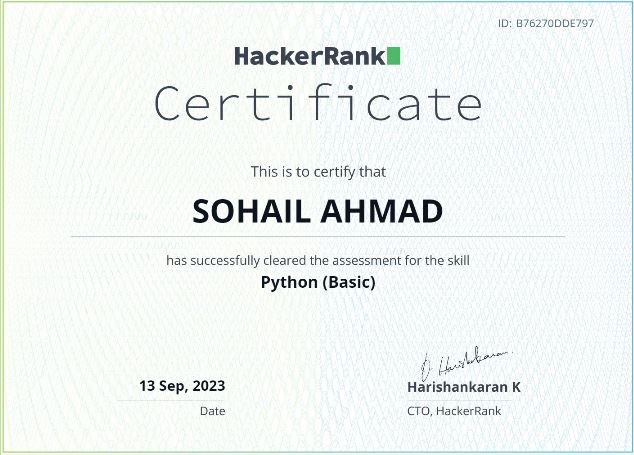 ID: B76270DDE797
HackerRank
Certificate
This is to certify that
SOHAIL AHMAD
has successfully cleared the assessment for the skill
Python (Basic)
13 Sep, 2023
Date
Harishankaran K
CTO, HackerRank